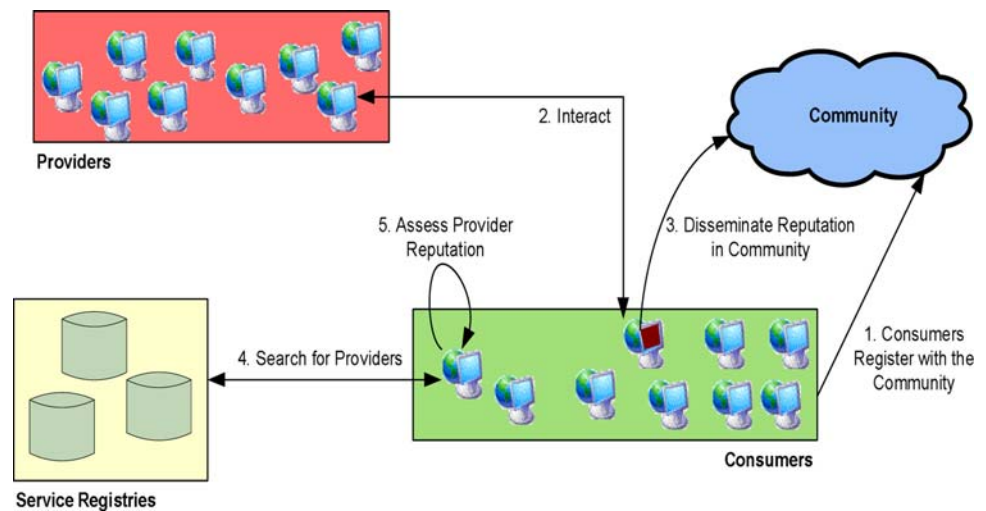 Providers
2. Interact
Community
5. Assess Provider
Reputation
3. Disseminate Reputation
in Community
4. Search for Providers
1. Consumers
Register with the
Community
Consumers
Service Registries